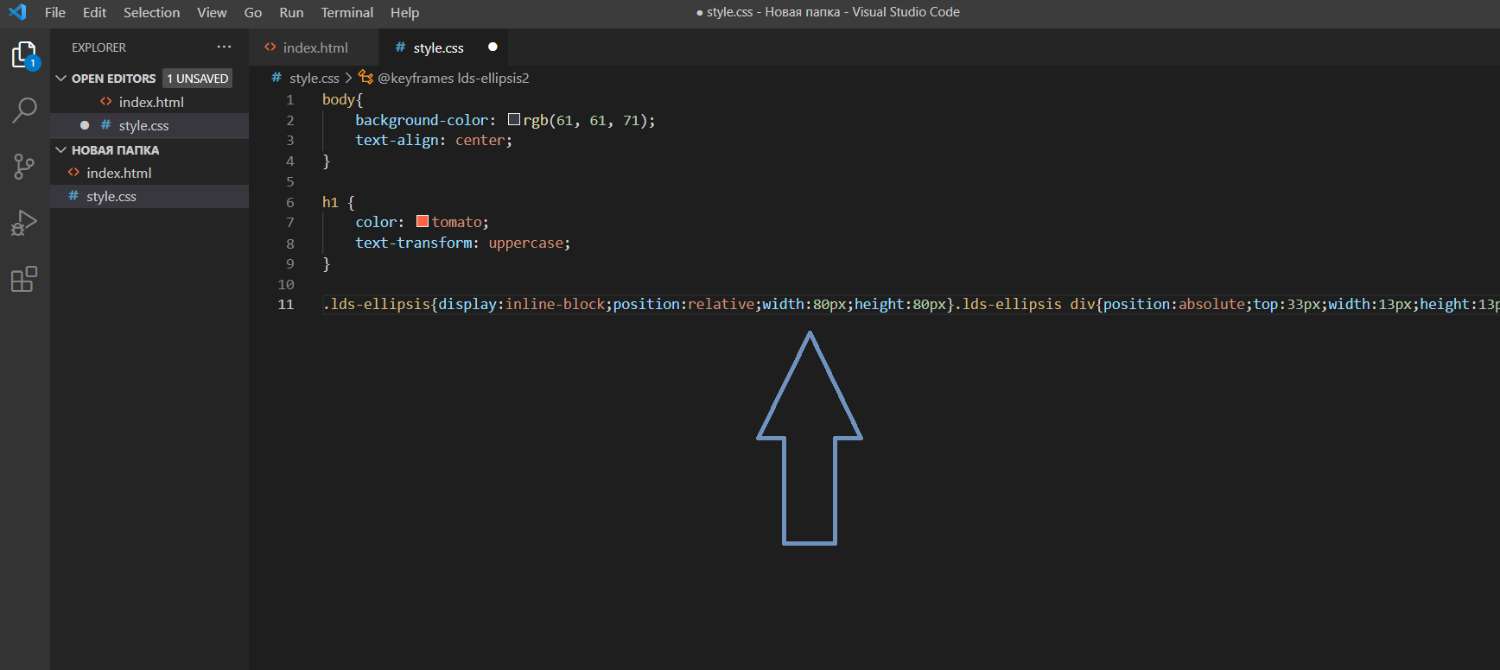 File Edit Selection View Go Run Terminal Help
● style.css - Новая папка - Visual Studio Code
EXPLORER ···
<> index.html
# style.css ●
1
OPEN EDITORS 1 UNSAVED
<> index.html
● # style.css
НОВАЯ ПАПКА
<> index.html
# style.css
# style.css > @keyframes lds-ellipsis2
1 body{
2 background-color: rgb(61, 61, 71);
3 text-align: center;
4 }
5
6 h1 {
7 color: tomato;
8 text-transform: uppercase;
9 }
10
11 .lds-ellipsis{display:inline-block;position:relative;width:80px;height:80px}.lds-ellipsis div{position:absolute;top:33px;width:13px;height:13p